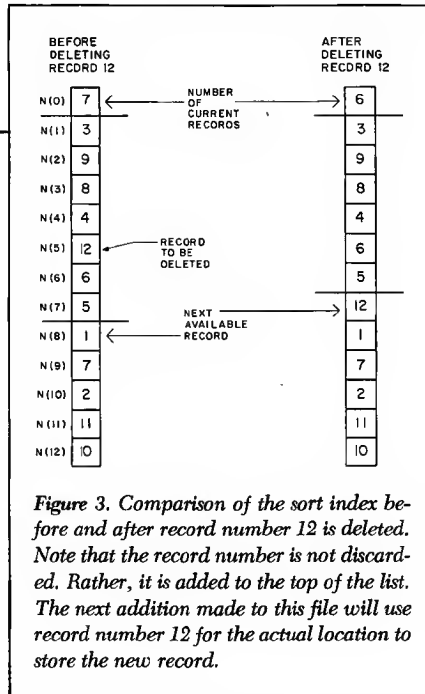 BEFORE
DELETING
RECORD 12
AFTER
DELETING
RECORD 12
NUMBER
OF
CURRENT
RECORDS
N(0) 7 6
N(1) 3 3
N(2) 9 9
N(3) 8 8
N(4) 4 4
N(5) 12 6
RECORD
TO BE
DELETED
N(6) 6 5
N(7) 5 12
NEXT
AVAILABLE
RECORD
N(8) 1 1
N(9) 7 7
N(10) 2 2
N(11) 11 11
N(12) 10 10
Figure 3. Comparison of the sort index be-
fore and after record number 12 is deleted.
Note that the record number is not discard-
ed. Rather, it is added to the top of the list.
The next addition made to this file will use
record number 12 for the actual location to
store the new record.